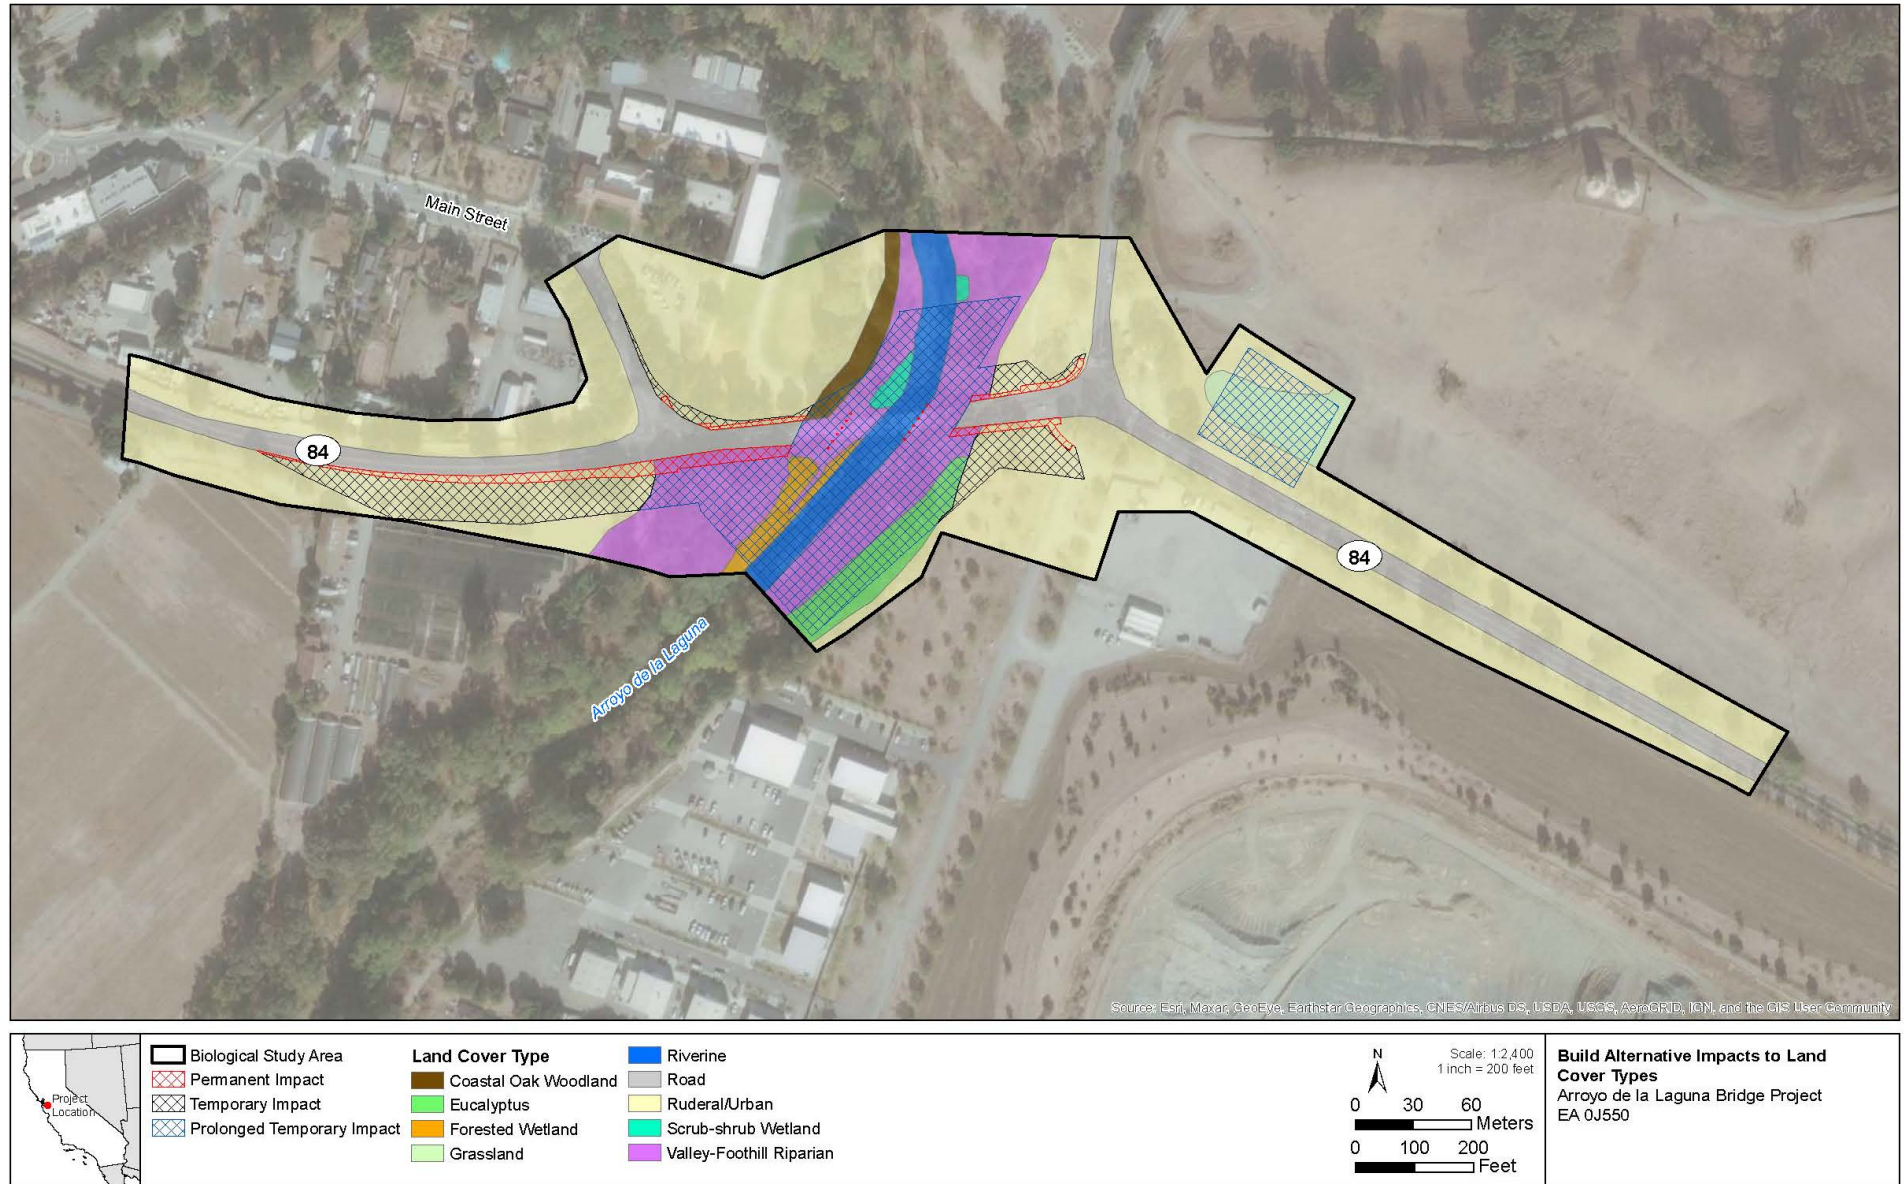 Main Street
84
84
Arroyo de la Laguna
Source: Esri, Maxar, GeoEye, Earthstar Geographics, CNES/Airbus DS, USDA, USGS, AeroGRID, IGN, and the GIS User Community
Project
Location
Biological Study Area
Permanent Impact
Temporary Impact
Prolonged Temporary Impact
Land Cover Type
Coastal Oak Woodland
Eucalyptus
Forested Wetland
Grassland
Riverine
Road
Ruderal/Urban
Scrub-shrub Wetland
Valley-Foothill Riparian
N
Scale: 1:2,400
1 inch = 200 feet
0 30 60
Meters
0 100 200
Feet
Build Alternative Impacts to Land
Cover Types
Arroyo de la Laguna Bridge Project
EA 0J550